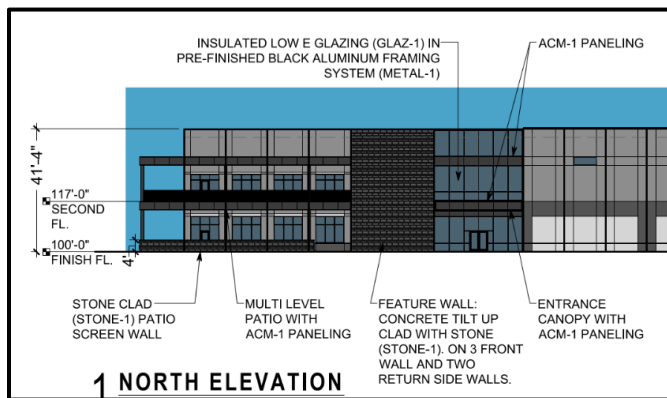 INSULATED LOW E GLAZING (GLAZ-1) IN
PRE-FINISHED BLACK ALUMINUM FRAMING
SYSTEM (METAL-1)
ACM-1 PANELING
41'-4"
117'-0"
SECOND
FL.
100'-0"
FINISH FL.
4'
STONE CLAD
(STONE-1) PATIO
SCREEN WALL
MULTI LEVEL
PATIO WITH
ACM-1 PANELING
FEATURE WALL:
CONCRETE TILT UP
CLAD WITH STONE
(STONE-1). ON 3 FRONT
WALL AND TWO
RETURN SIDE WALLS.
ENTRANCE
CANOPY WITH
ACM-1 PANELING
1 NORTH ELEVATION